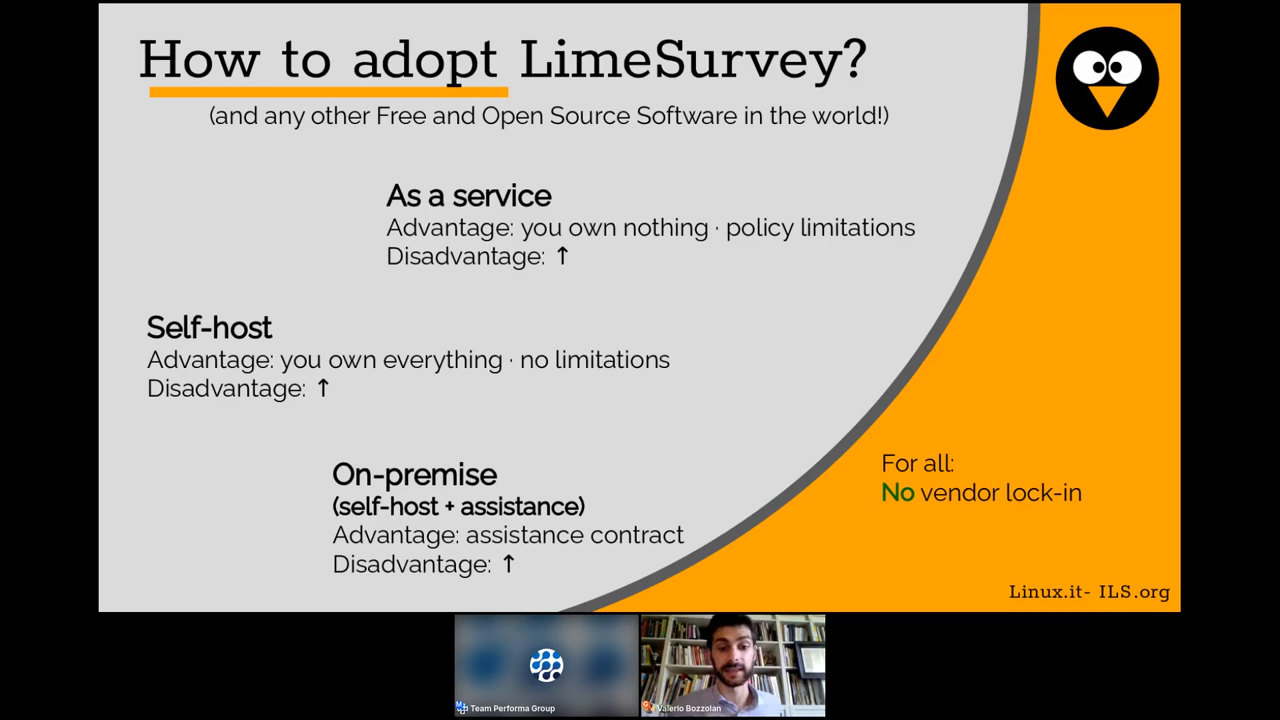 How to adopt LimeSurvey?
(and any other Free and Open Source Software in the world!)
As a service
Advantage: you own nothing · policy limitations
Disadvantage: ↑
Self-host
Advantage: you own everything · no limitations
Disadvantage: ↑
On-premise
(self-host + assistance)
Advantage: assistance contract
Disadvantage: ↑
For all:
No vendor lock-in
Linux.it- ILS.org
Team Performa Group
Valerio Bozzolan